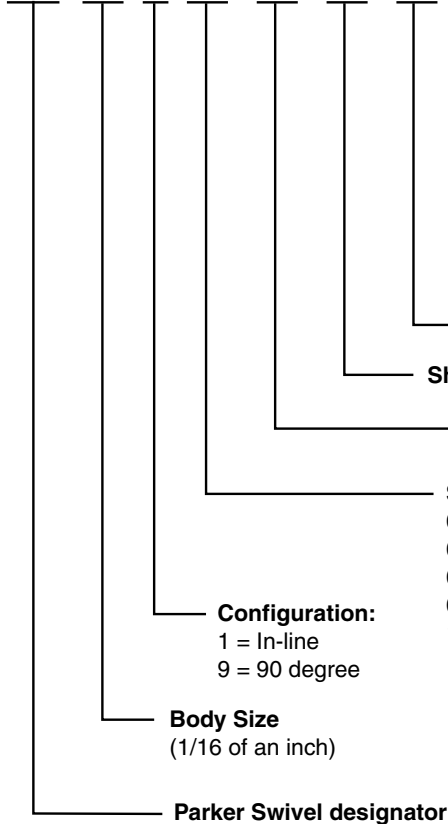 Sh
Configuration:
1 = In-line
9 = 90 degree
Body Size
(1/16 of an inch)
Parker Swivel designator